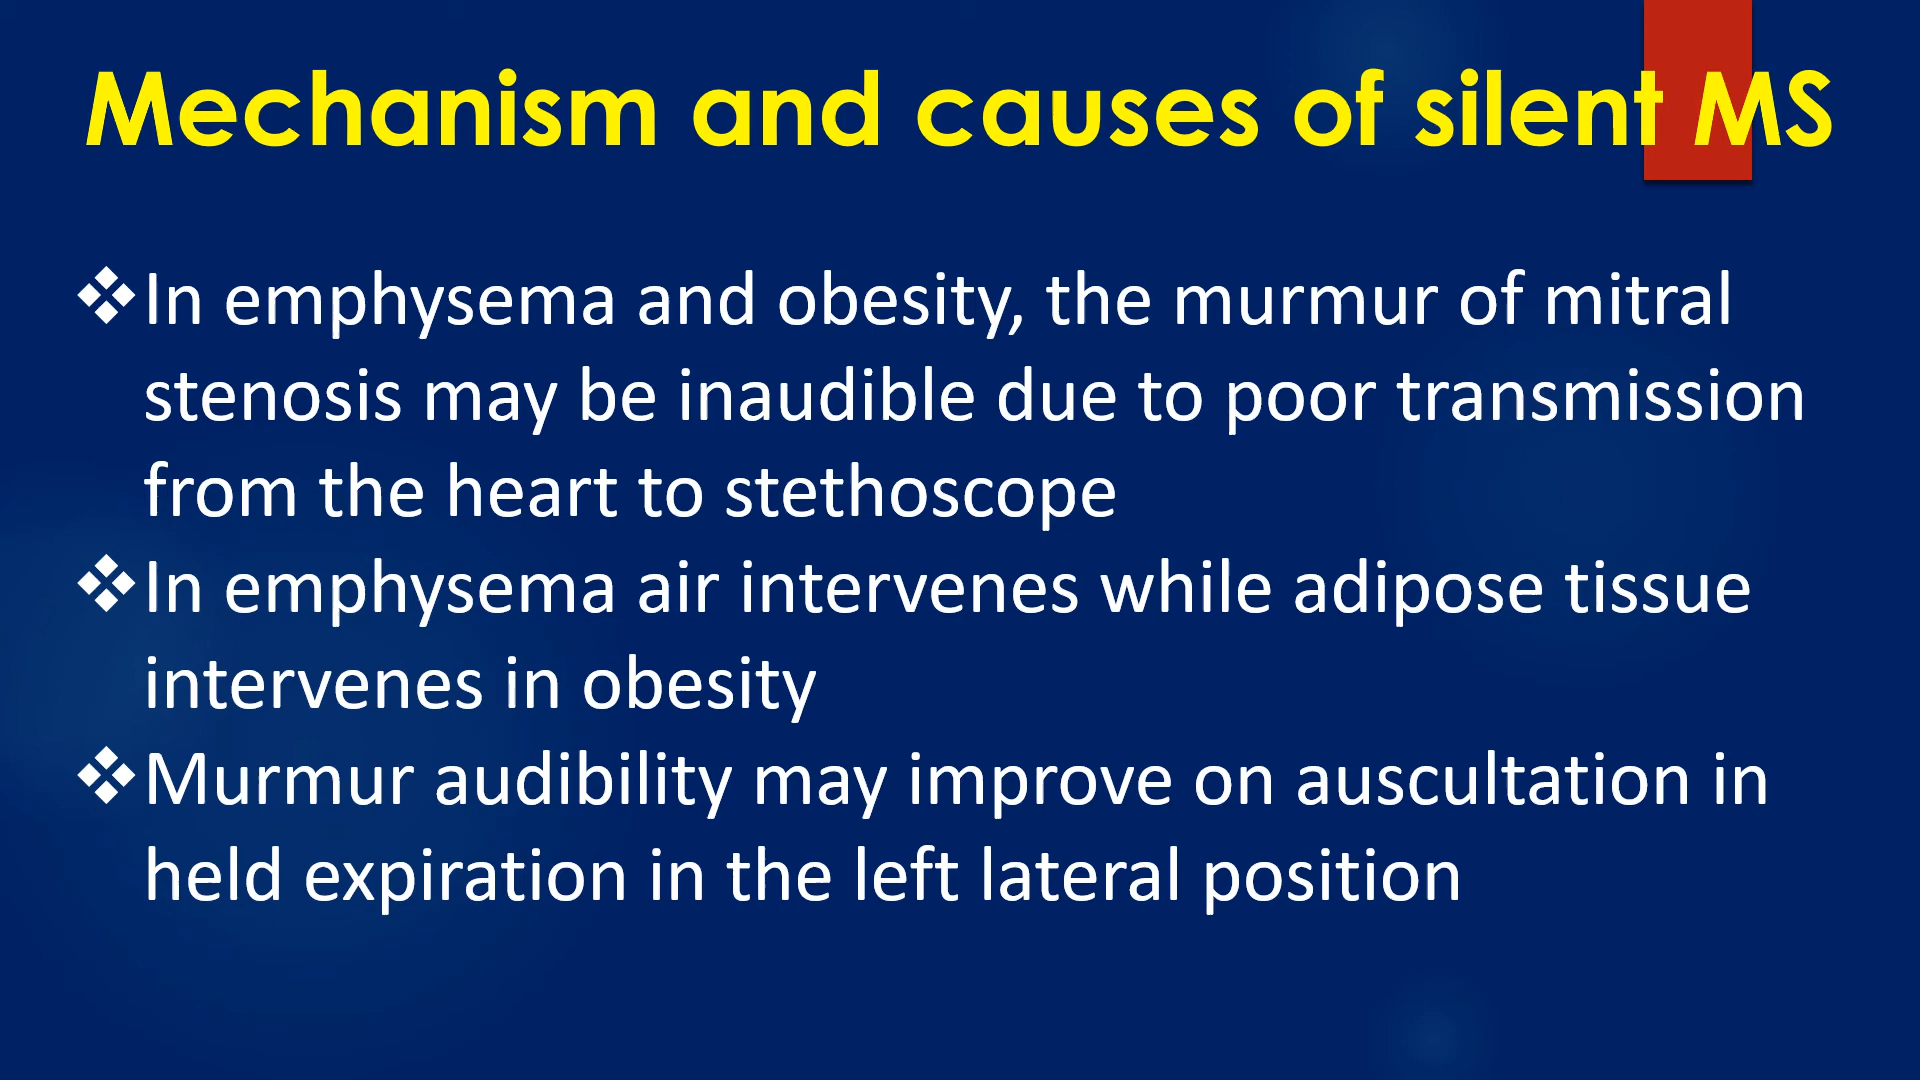 Mechanism and causes of silent MS
❖In emphysema and obesity, the murmur of mitral
stenosis may be inaudible due to poor transmission
from the heart to stethoscope
❖In emphysema air intervenes while adipose tissue
intervenes in obesity
❖Murmur audibility may improve on auscultation in
held expiration in the left lateral position